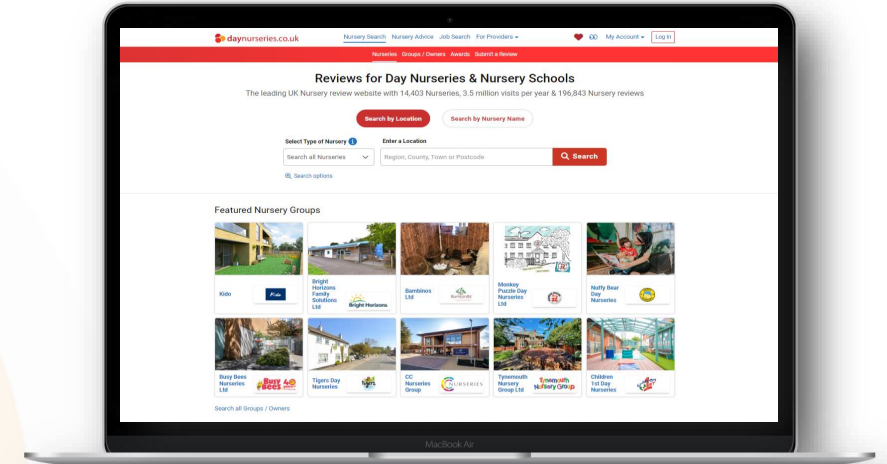 daynurseries.co.uk
Nursery Search Nursery Advice Job Search For Providers
My Account
Log In
Nurseries Groups / Owners Awards Submit a Review
Reviews for Day Nurseries & Nursery Schools
The leading UK Nursery review website with 14,403 Nurseries, 3.5 million visits per year & 196,843 Nursery reviews
Search by Location
Search by Nursery Name
Select Type of Nursery
Enter a Location
Search all Nurseries
Region, County, Town or Postcode
Search
Search options
Featured Nursery Groups
Kido
Kido
Bright
Horizons
Family
Solutions
Ltd
Bright Horizons
Bambinos
Ltd
Bambinos
Monkey
Puzzle Day
Nurseries
Ltd
Nuffy Bear
Day
Nurseries
Busy Bees
Nurseries
Ltd
Busy
Bees
40
Tigers Day
Nurseries
Tigers
CC
Nurseries
Group
NURSERIES
Tynemouth
Nursery
Group Ltd
Tynemouth
Nursery Group
Children
1st Day
Nurseries
Search all Groups / Owners
MacBook Air